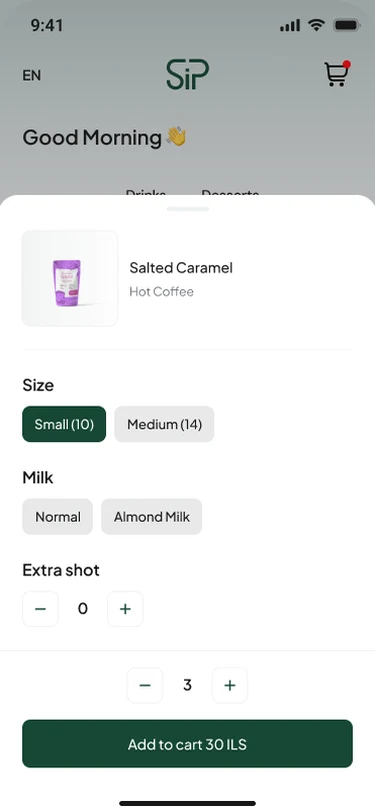 9:41
EN
SiP
Good Morning 👋
Drinks Desserts
Salted Caramel
Hot Coffee
Size
Small (10) Medium (14)
Milk
Normal Almond Milk
Extra shot
− 0 +
− 3 +
Add to cart 30 ILS